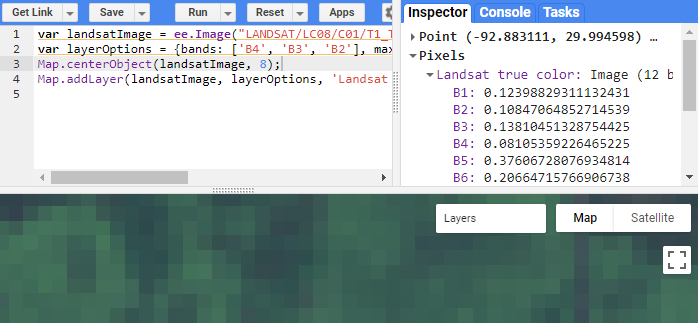 Get Link Save Run Reset Apps
1 var landsatImage = ee.Image("LANDSAT/LC08/C01/T1_T
2 var layerOptions = {bands: ['B4', 'B3', 'B2'], max
3 Map.centerObject(landsatImage, 8);
4 Map.addLayer(landsatImage, layerOptions, 'Landsat
5
Inspector Console Tasks
Point (-92.883111, 29.994598) …
Pixels
Landsat true color: Image (12 b
B1: 0.12398829311132431
B2: 0.10847064852714539
B3: 0.13810451328754425
B4: 0.08105359226465225
B5: 0.37606728076934814
B6: 0.20664715766906738
Layers Map Satellite